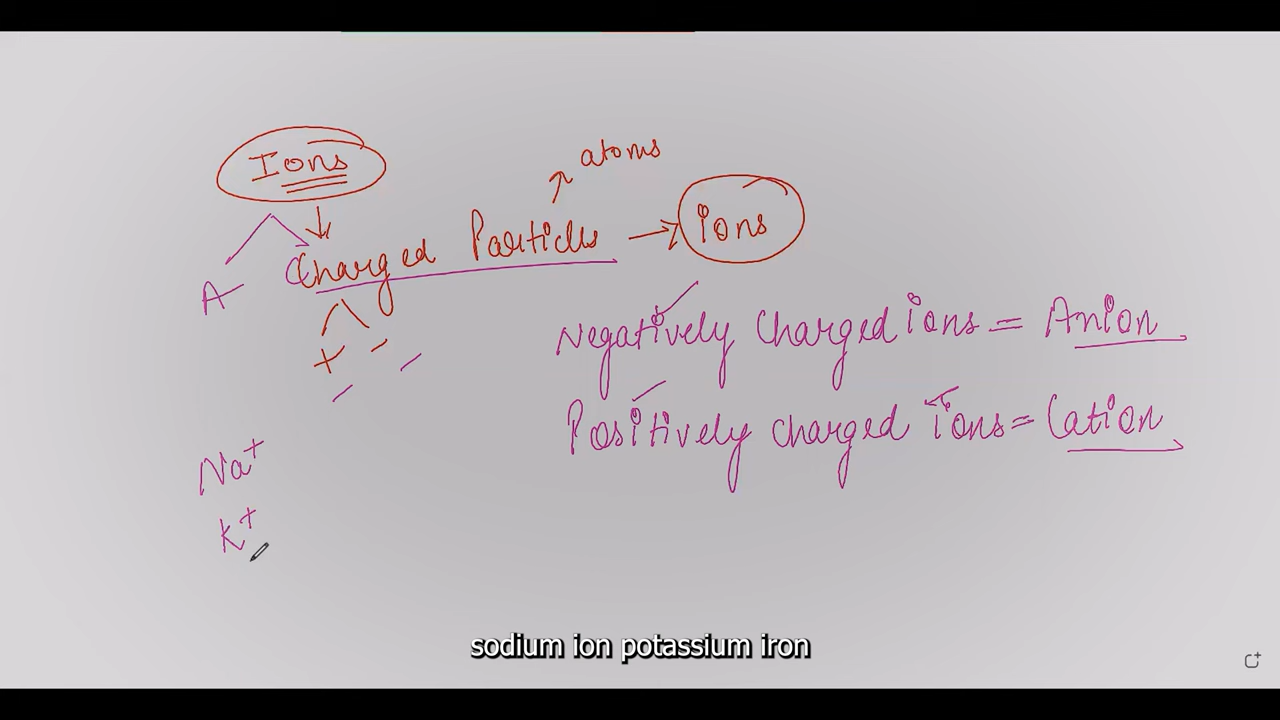 Ions
atoms
Charged Particles → ions
A
+ -
Negatively Charged ions = Anion
Positively charged ions = Cation
Na+
K+
sodium ion potassium iron